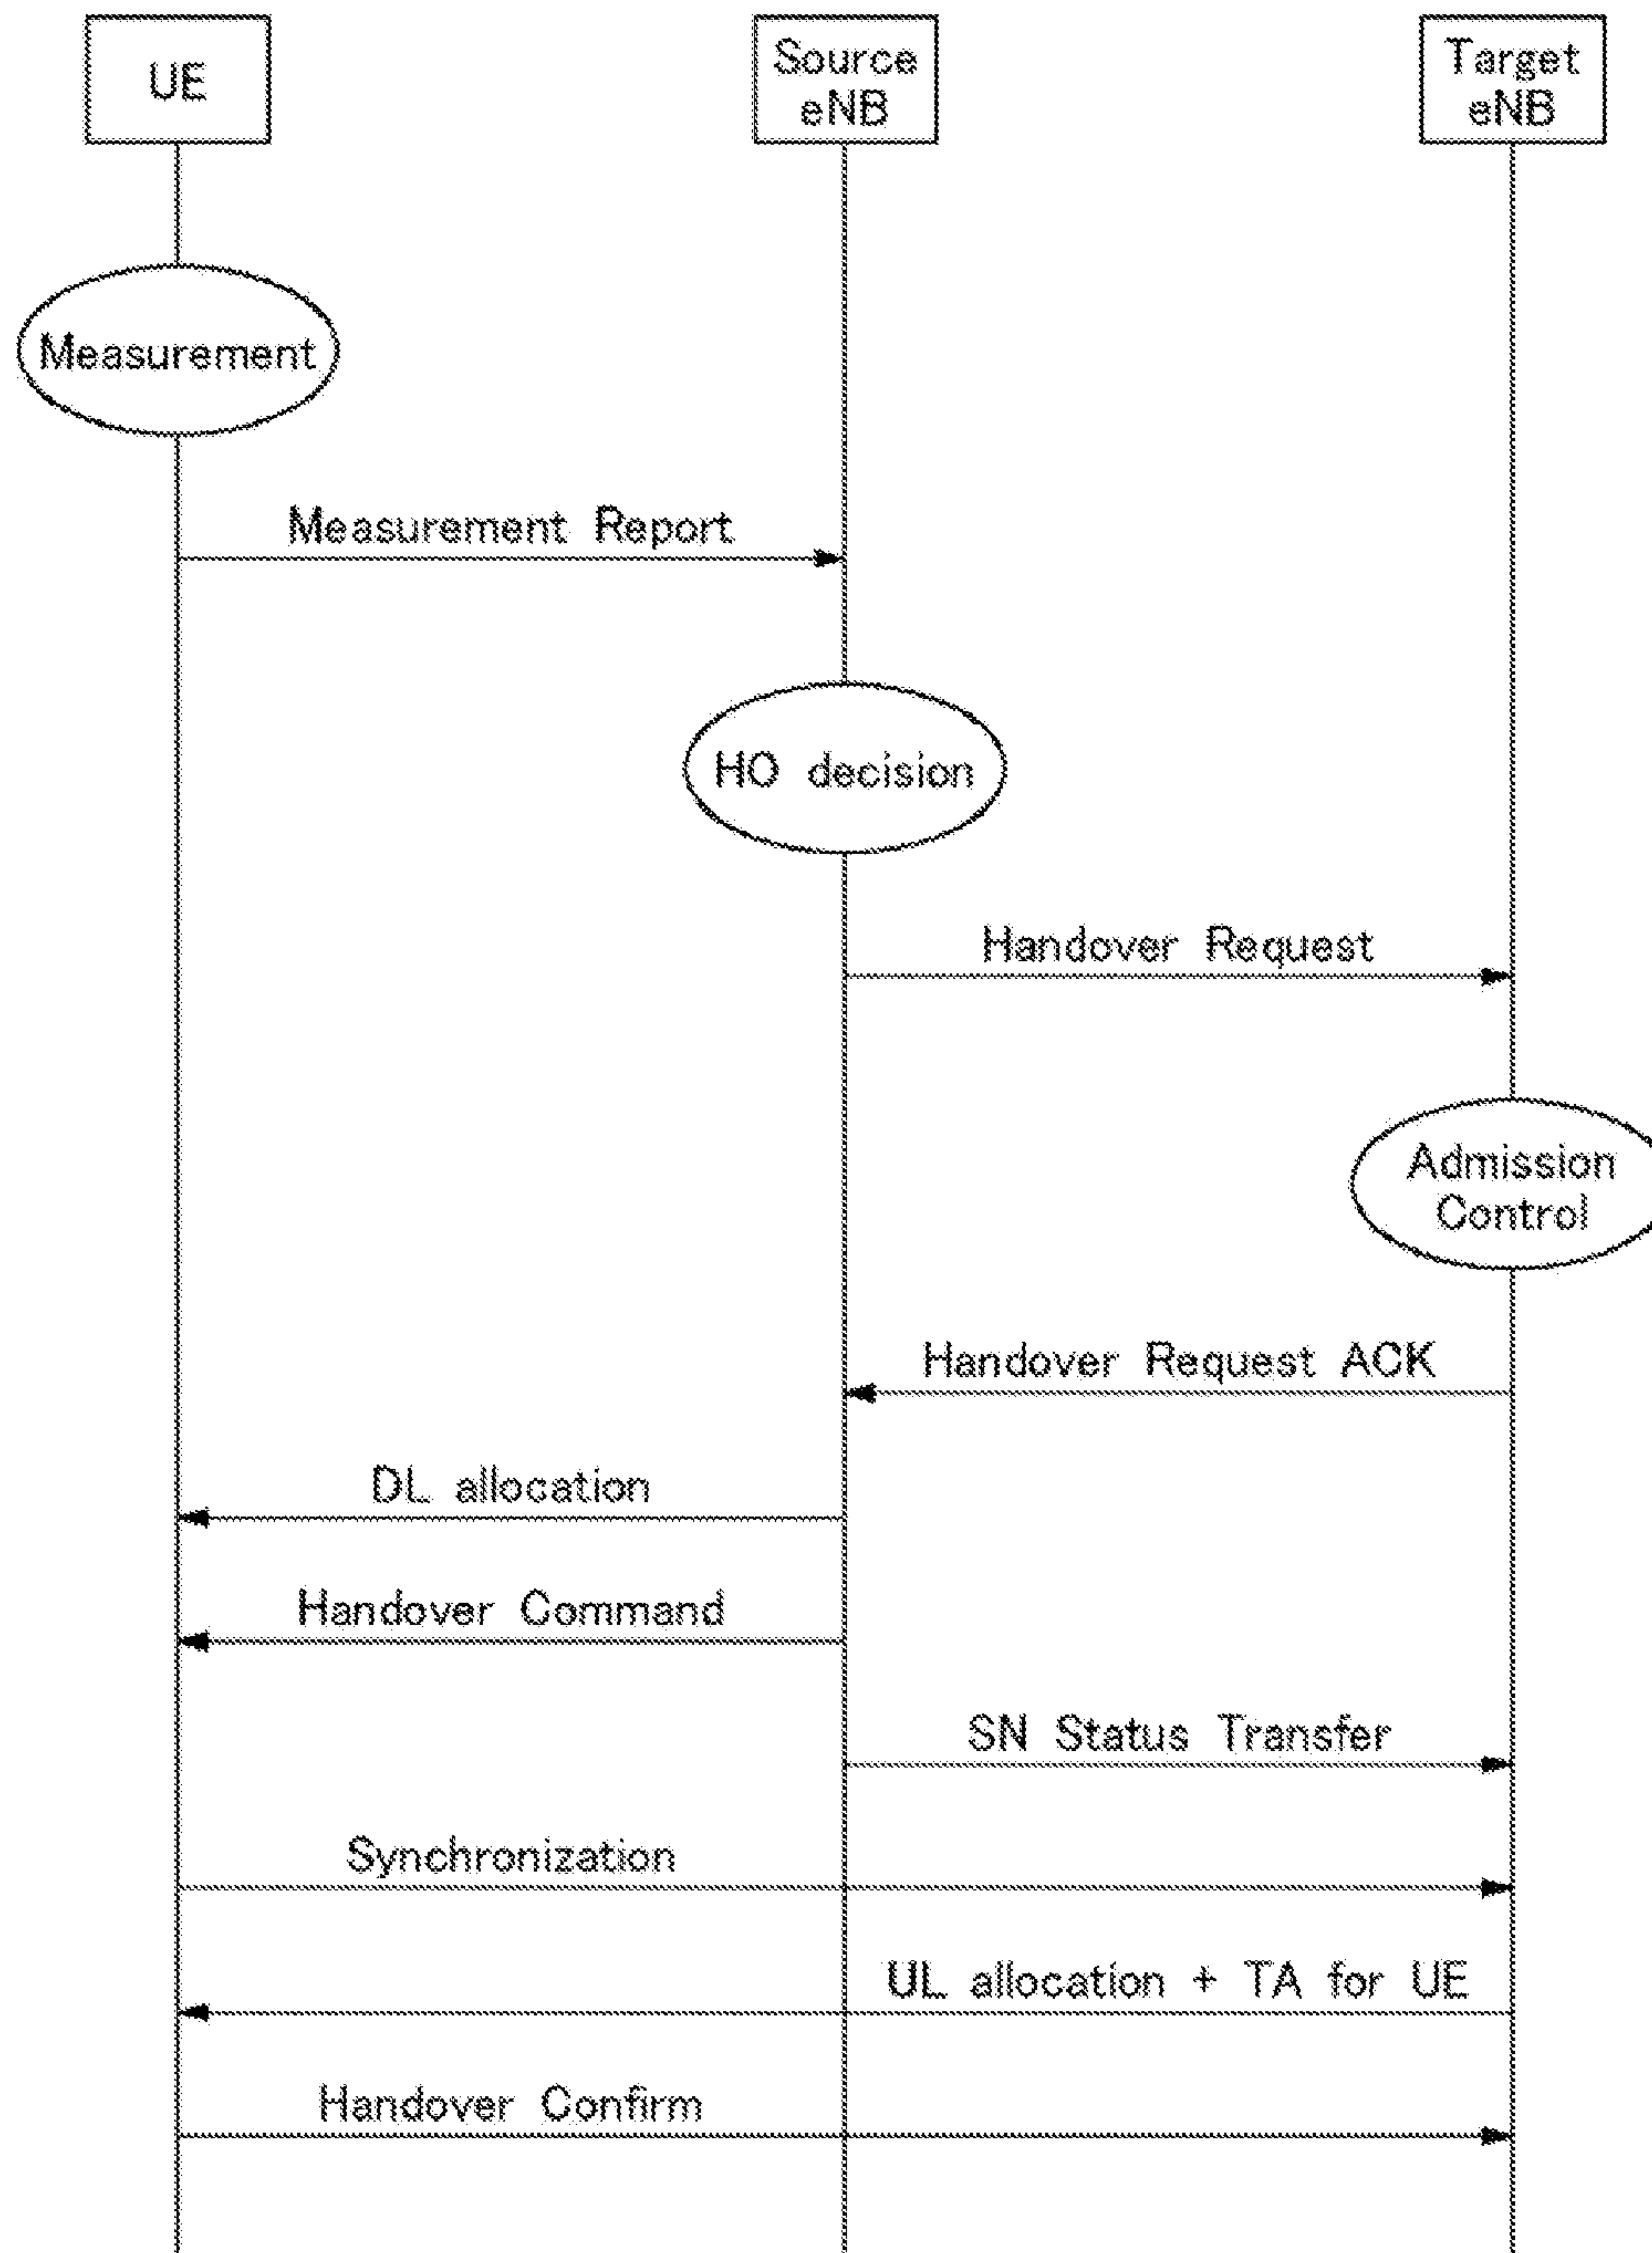 UE
Source
eNB
Target
eNB
Measurement
Measurement Report
HO decision
Handover Request
Admission
Control
Handover Request ACK
DL allocation
Handover Command
SN Status Transfer
Synchronization
UL allocation + TA for UE
Handover Confirm